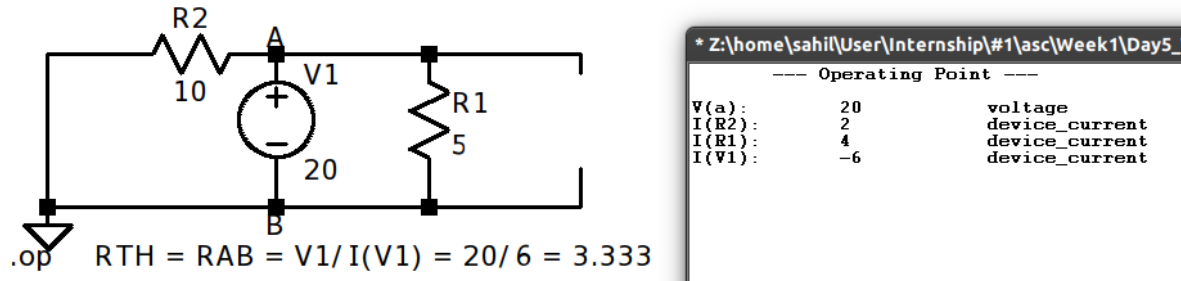 R2
10
A
V1
20
B
R1
5
.op
RTH = RAB = V1/ I(V1) = 20/ 6 = 3.333
* Z:\home\sahil\User\Internship\#1\asc\Week1\Day5_
--- Operating Point ---
V(a): 20 voltage
I(R2): 2 device_current
I(R1): 4 device_current
I(V1): -6 device_current